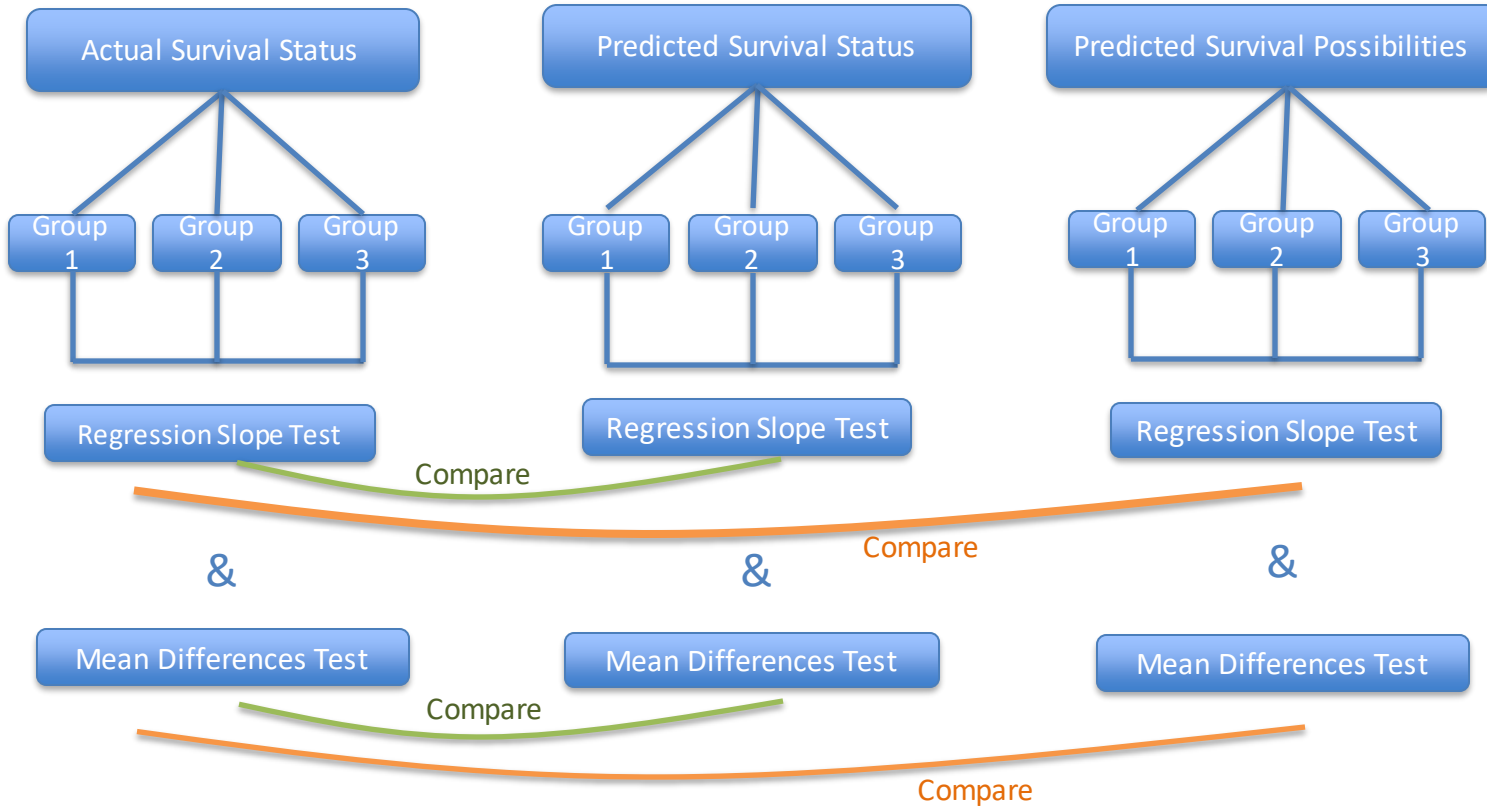 Actual Survival Status
Predicted Survival Status
Predicted Survival Possibilities
Group
1
Group
2
Group
3
Group
1
Group
2
Group
3
Group
1
Group
2
Group
3
Regression Slope Test
Regression Slope Test
Regression Slope Test
Compare
Compare
&
&
&
Mean Differences Test
Mean Differences Test
Mean Differences Test
Compare
Compare